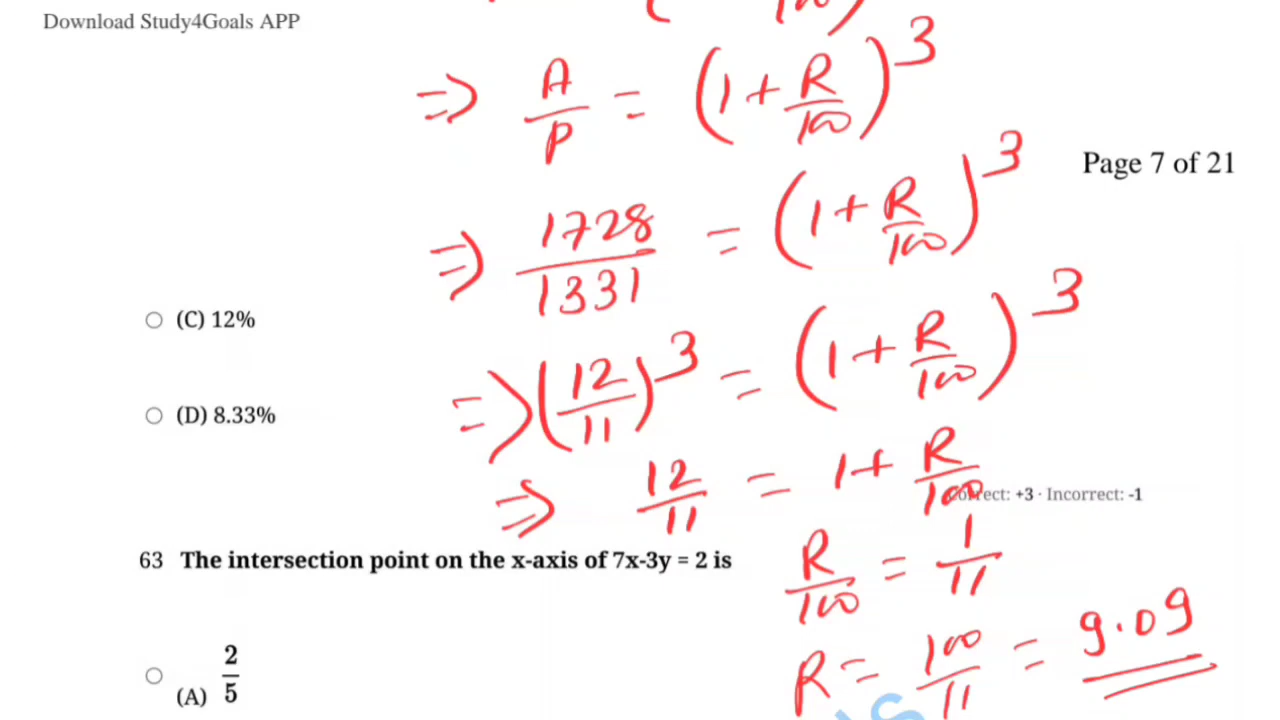 Download Study4Goals APP
=> A/P = (1 + R/100)^3
Page 7 of 21
=> 1728/1331 = (1 + R/100)^3
(C) 12%
=> (12/11)^3 = (1 + R/100)^3
(D) 8.33%
=> 12/11 = 1 + R/100
ect: +3 · Incorrect: -1
63 The intersection point on the x-axis of 7x-3y = 2 is
R/100 = 1/11
R = 100/11 = 9.09
(A) 2/5